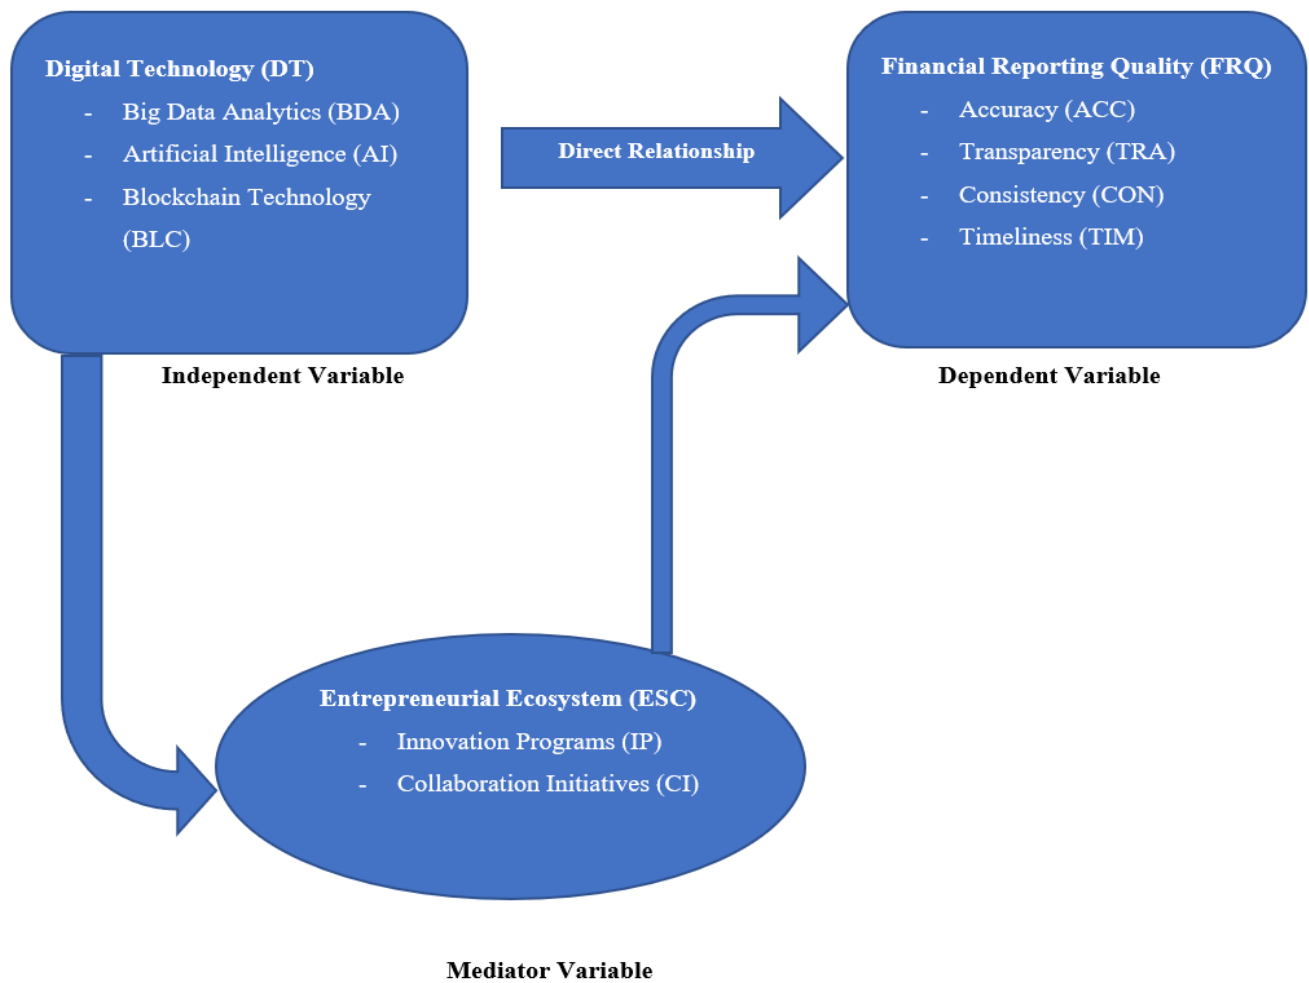 Digital Technology (DT)
- Big Data Analytics (BDA)
- Artificial Intelligence (AI)
- Blockchain Technology
(BLC)
Independent Variable
Direct Relationship
Financial Reporting Quality (FRQ)
- Accuracy (ACC)
- Transparency (TRA)
- Consistency (CON)
- Timeliness (TIM)
Dependent Variable
Entrepreneurial Ecosystem (ESC)
- Innovation Programs (IP)
- Collaboration Initiatives (CI)
Mediator Variable